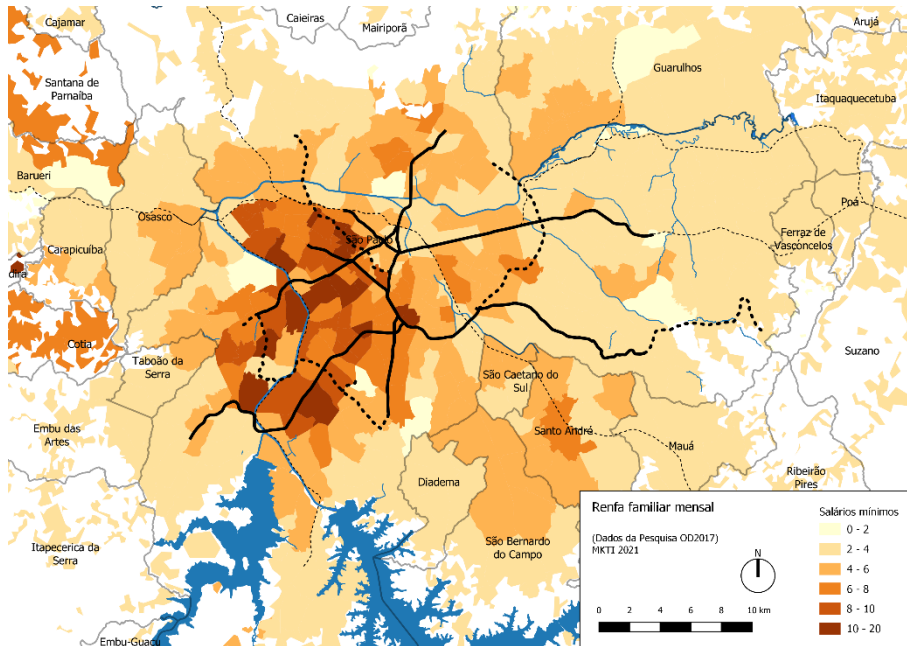 Cajamar
Caieiras
Mairiporã
Arujá
Santana de
Parnaíba
Guarulhos
Itaquaquecetuba
Barueri
Osasco
São Paulo
Poá
Carapicuíba
Ferraz de
Vasconcelos
dira
Cotia
Taboão da
Serra
São Caetano do
Sul
Suzano
Embu das
Artes
Santo André
Mauá
Diadema
Ribeirão
Pires
Itapecerica da
Serra
São Bernardo
do Campo
Embu-Guaçu
Renfa familiar mensal
(Dados da Pesquisa OD2017)
MKTI 2021
N
0 2 4 6 8 10 km
Salários mínimos
0 - 2
2 - 4
4 - 6
6 - 8
8 - 10
10 - 20